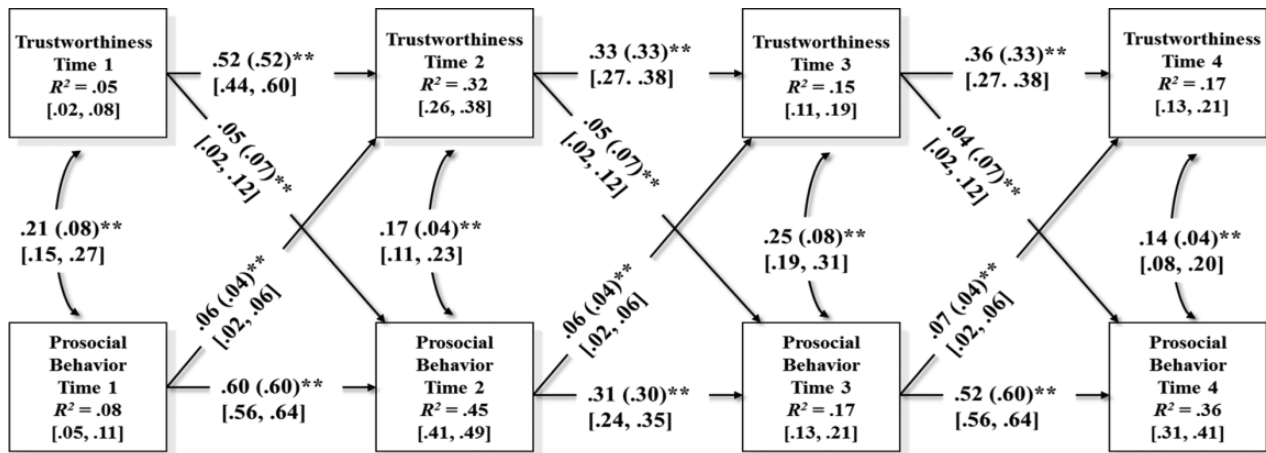 Trustworthiness
Time 1
R² = .05
[.02, .08]
.52 (.52)**
[.44, .60]
Trustworthiness
Time 2
R² = .32
[.26, .38]
.33 (.33)**
[.27. .38]
Trustworthiness
Time 3
R² = .15
[.11, .19]
.36 (.33)**
[.27. .38]
Trustworthiness
Time 4
R² = .17
[.13, .21]
.05 (.07)**
[.02, .12]
.05 (.07)**
[.02, .12]
.04 (.07)**
[.02, .12]
.21 (.08)**
[.15, .27]
.17 (.04)**
[.11, .23]
.25 (.08)**
[.19, .31]
.14 (.04)**
[.08, .20]
.06 (.04)**
[.02, .06]
.06 (.04)**
[.02, .06]
.07 (.04)**
[.02, .06]
Prosocial
Behavior
Time 1
R² = .08
[.05, .11]
.60 (.60)**
[.56, .64]
Prosocial
Behavior
Time 2
R² = .45
[.41, .49]
.31 (.30)**
[.24, .35]
Prosocial
Behavior
Time 3
R² = .17
[.13, .21]
.52 (.60)**
[.56, .64]
Prosocial
Behavior
Time 4
R² = .36
[.31, .41]